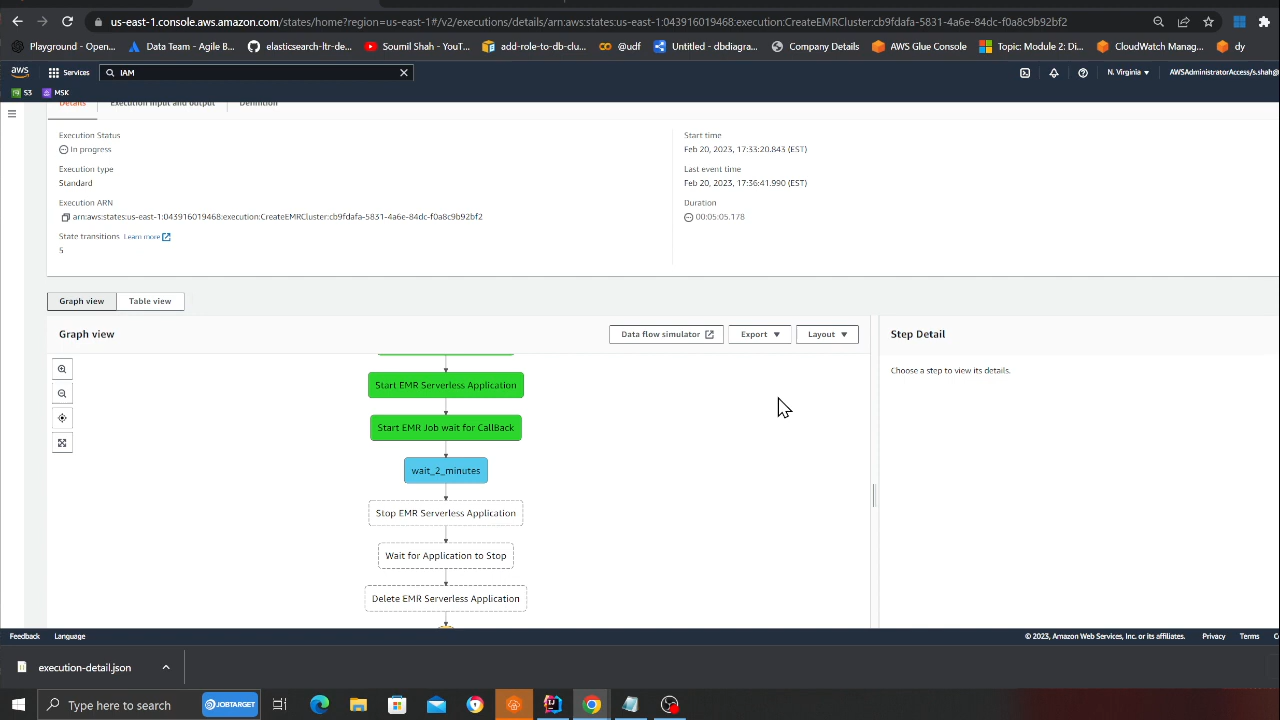 us-east-1.console.aws.amazon.com/states/home?region=us-east-1#/v2/executions/details/arn:aws:states:us-east-1:043916019468:execution:CreateEMRCluster:cb9fdafa-5831-4a6e-84dc-f0a8c9b92bf2
Playground - Open... Data Team - Agile B... elasticsearch-ltr-de... Soumil Shah - YouT... add-role-to-db-clu... @udf Untitled - dbdiagra... Company Details AWS Glue Console Topic: Module 2: Di... CloudWatch Manag... dy
aws Services IAM N. Virginia AWSAdministratorAccess/s.shah@
S3 MSK
Details Execution input and output Definition
Execution Status
In progress
Execution type
Standard
Execution ARN
arn:aws:states:us-east-1:043916019468:execution:CreateEMRCluster:cb9fdafa-5831-4a6e-84dc-f0a8c9b92bf2
State transitions Learn more
5
Start time
Feb 20, 2023, 17:33:20.843 (EST)
Last event time
Feb 20, 2023, 17:36:41.990 (EST)
Duration
00:05:05.178
Graph view Table view
Graph view Data flow simulator Export Layout
Start EMR Serverless Application
Start EMR Job wait for CallBack
wait_2_minutes
Stop EMR Serverless Application
Wait for Application to Stop
Delete EMR Serverless Application
Step Detail
Choose a step to view its details.
Feedback Language © 2023, Amazon Web Services, Inc. or its affiliates. Privacy Terms C
execution-detail.json
Type here to search JOBTARGET